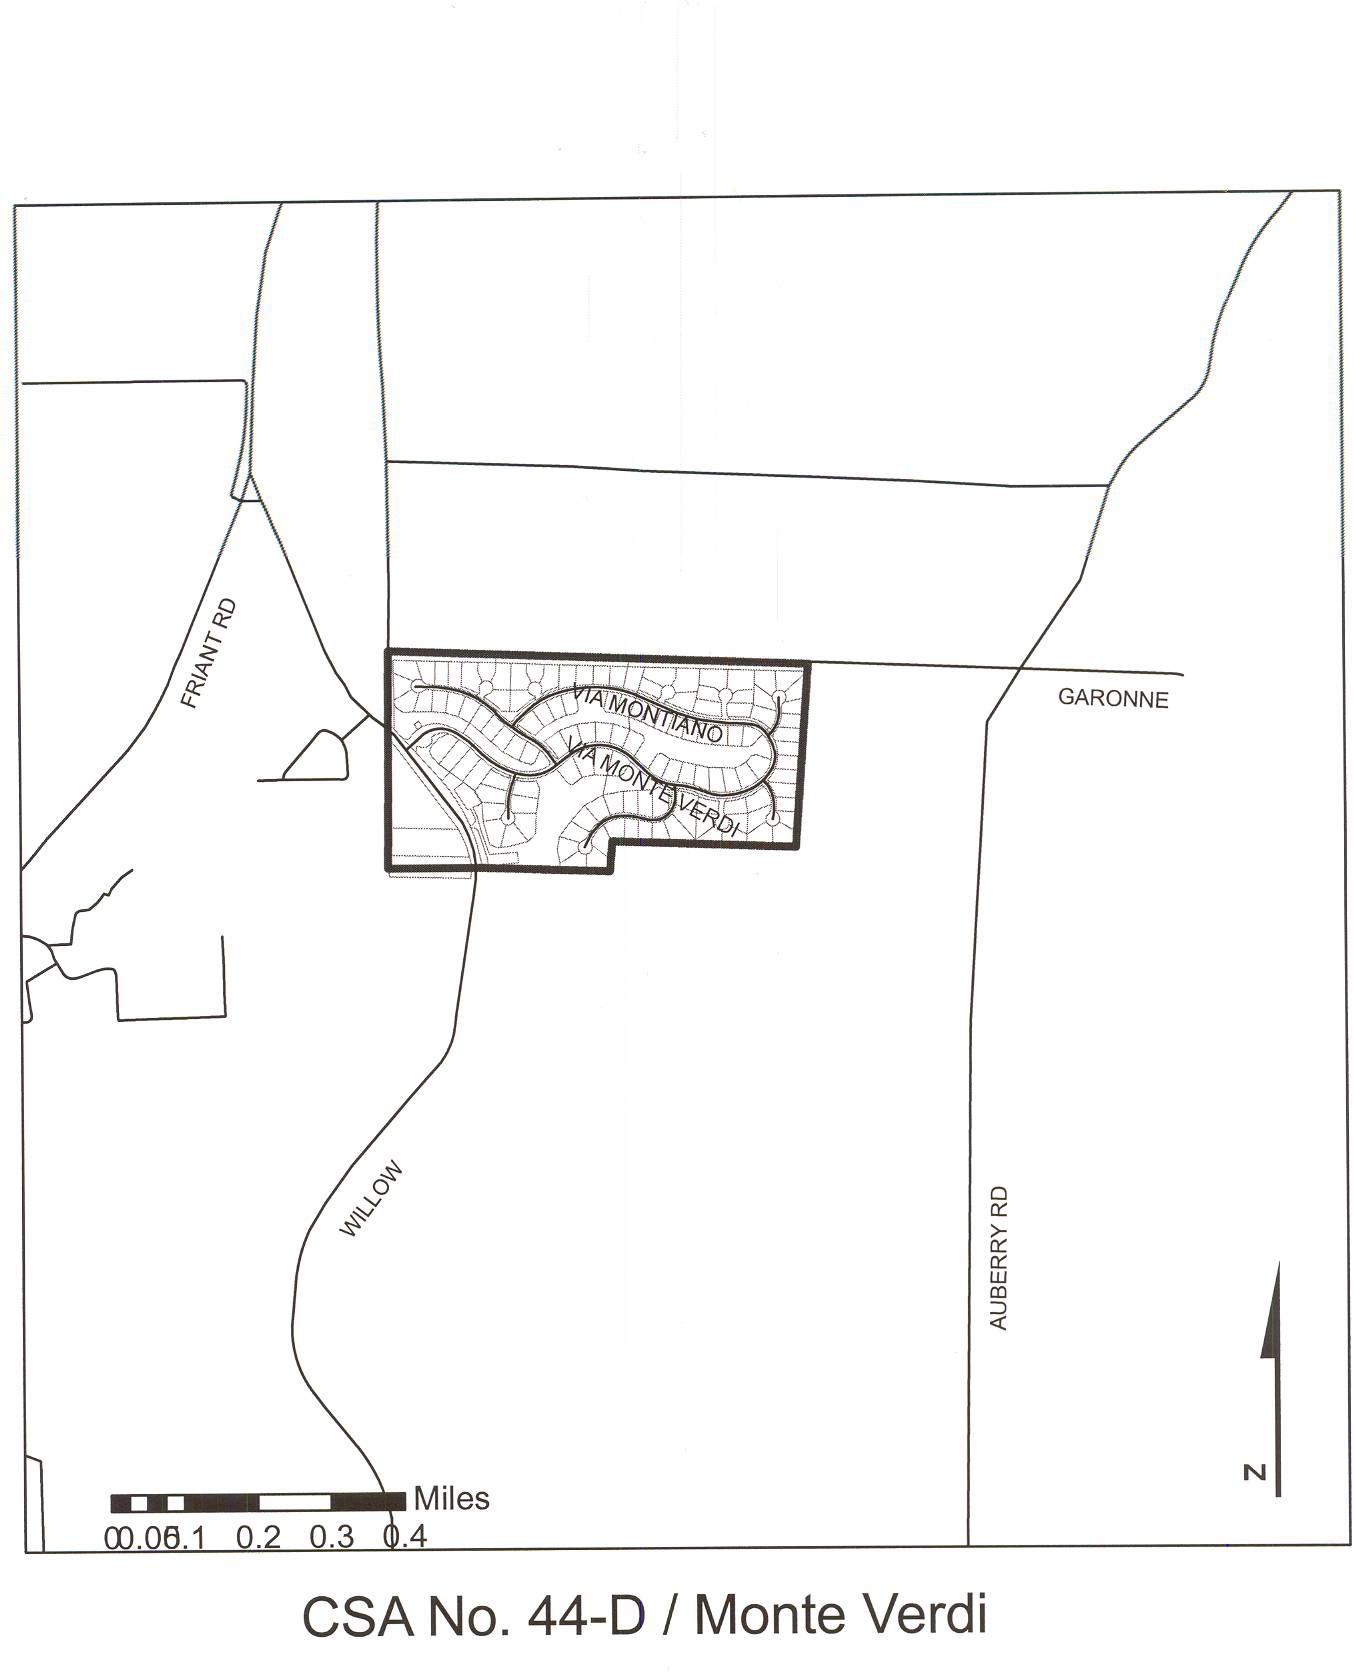 FRIANT RD
VIA MONTIANO
GARONNE
VIA MONTE VERDI
WILLOW
AUBERRY RD
N
Miles
0 0.05 0.1 0.2 0.3 0.4
CSA No. 44-D / Monte Verdi